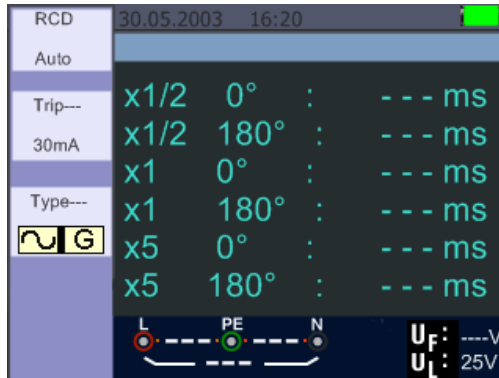 RCD
Auto
Trip---
30mA
Type---
G
30.05.2003 16:20
x1/2 0° : - - - ms
x1/2 180° : - - - ms
x1 0° : - - - ms
x1 180° : - - - ms
x5 0° : - - - ms
x5 180° : - - - ms
L PE N
UF: ----V
UL: 25V